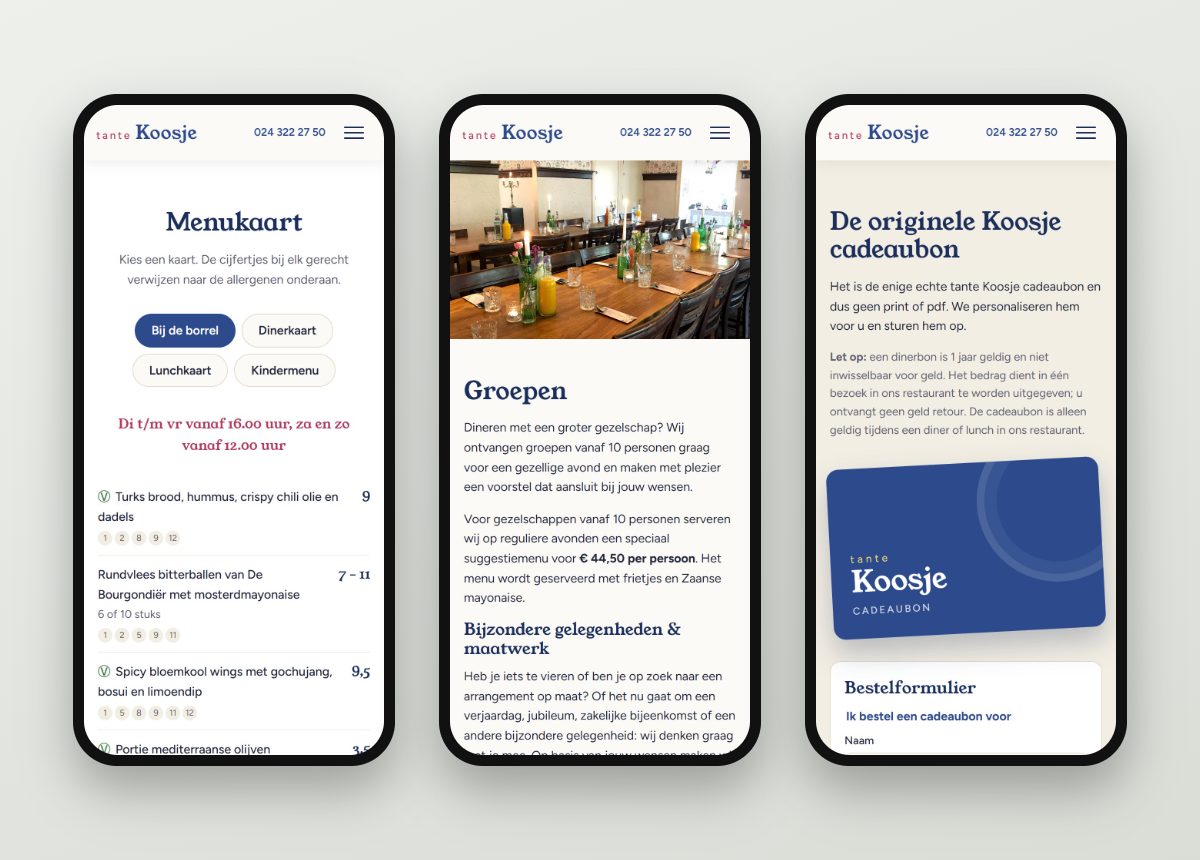 tante Koosje 024 322 27 50
Menukaart
Kies een kaart. De cijfertjes bij elk gerecht
verwijzen naar de allergenen onderaan.
Bij de borrel Dinerkaart
Lunchkaart Kindermenu
Di t/m vr vanaf 16.00 uur, za en zo
vanaf 12.00 uur
V Turks brood, hummus, crispy chili olie en 9
dadels
1 2 8 9 12
Rundvlees bitterballen van De 7 – 11
Bourgondiër met mosterdmayonaise
6 of 10 stuks
1 2 5 9 11
V Spicy bloemkool wings met gochujang, 9,5
bosui en limoendip
1 5 8 9 11 12
V Portie mediterraanse olijven 3,5
tante Koosje 024 322 27 50
Groepen
Dineren met een groter gezelschap? Wij
ontvangen groepen vanaf 10 personen graag
voor een gezellige avond en maken met plezier
een voorstel dat aansluit bij jouw wensen.
Voor gezelschappen vanaf 10 personen serveren
wij op reguliere avonden een speciaal
suggestiemenu voor € 44,50 per persoon. Het
menu wordt geserveerd met frietjes en Zaanse
mayonaise.
Bijzondere gelegenheden &
maatwerk
Heb je iets te vieren of ben je op zoek naar een
arrangement op maat? Of het nu gaat om een
verjaardag, jubileum, zakelijke bijeenkomst of een
andere bijzondere gelegenheid: wij denken graag
met je mee. Op basis van jouw wensen maken
tante Koosje 024 322 27 50
De originele Koosje
cadeaubon
Het is de enige echte tante Koosje cadeaubon en
dus geen print of pdf. We personaliseren hem
voor u en sturen hem op.
Let op: een dinerbon is 1 jaar geldig en niet
inwisselbaar voor geld. Het bedrag dient in één
bezoek in ons restaurant te worden uitgegeven; u
ontvangt geen geld retour. De cadeaubon is alleen
geldig tijdens een diner of lunch in ons restaurant.
tante
Koosje
CADEAUBON
Bestelformulier
Ik bestel een cadeaubon voor
Naam